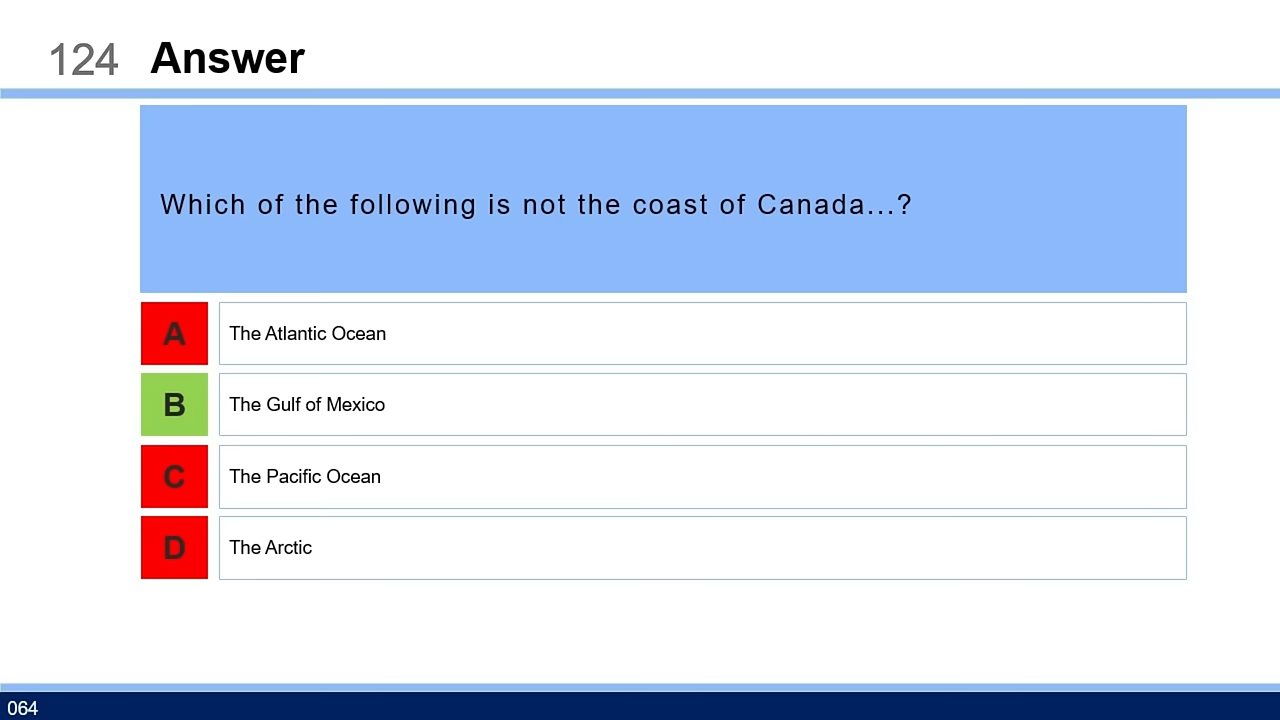 124 Answer
Which of the following is not the coast of Canada...?
A The Atlantic Ocean
B The Gulf of Mexico
C The Pacific Ocean
D The Arctic
064